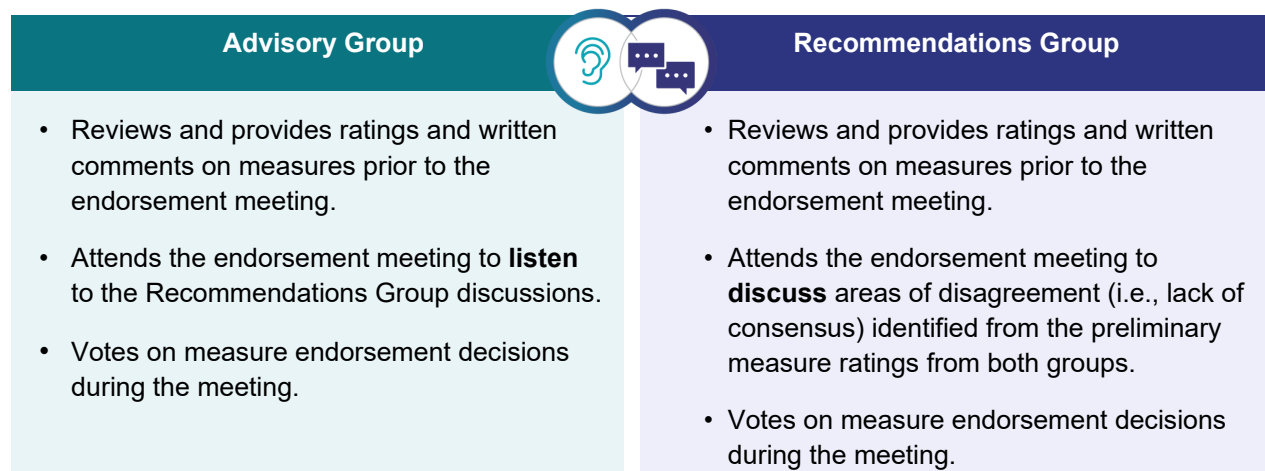 Advisory Group
• Reviews and provides ratings and written
comments on measures prior to the
endorsement meeting.
• Attends the endorsement meeting to listen
to the Recommendations Group discussions.
• Votes on measure endorsement decisions
during the meeting.
Recommendations Group
• Reviews and provides ratings and written
comments on measures prior to the
endorsement meeting.
• Attends the endorsement meeting to
discuss areas of disagreement (i.e., lack of
consensus) identified from the preliminary
measure ratings from both groups.
• Votes on measure endorsement decisions
during the meeting.